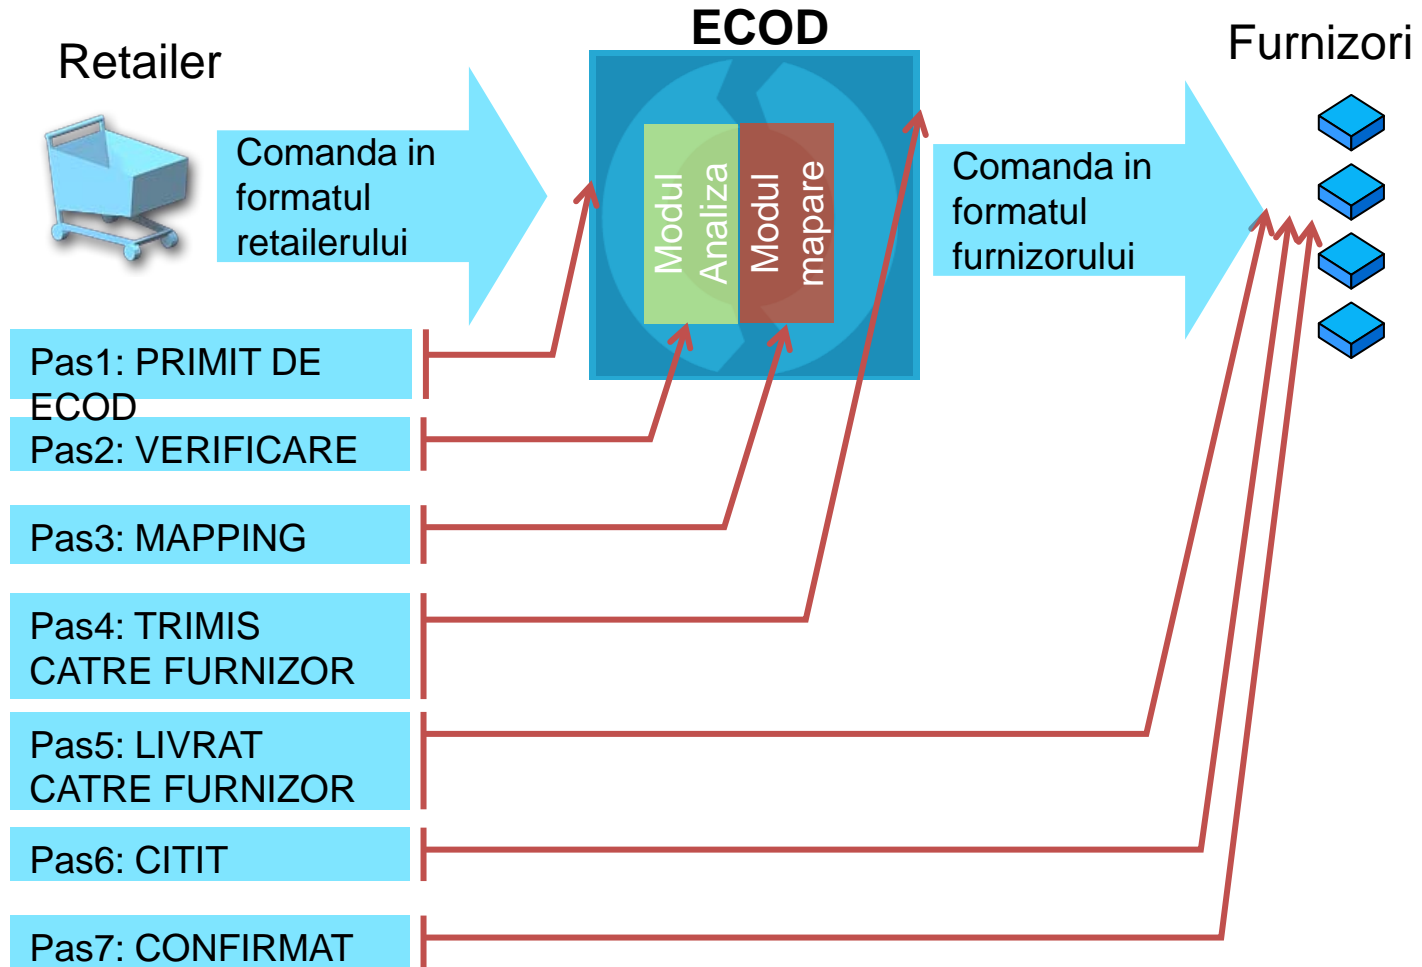 ECOD
Retailer
Furnizori
Comanda in
formatul
retailerului
Modul
Analiza
Modul
mapare
Comanda in
formatul
furnizorului
Pas1: PRIMIT DE
ECOD
Pas2: VERIFICARE
Pas3: MAPPING
Pas4: TRIMIS
CATRE FURNIZOR
Pas5: LIVRAT
CATRE FURNIZOR
Pas6: CITIT
Pas7: CONFIRMAT